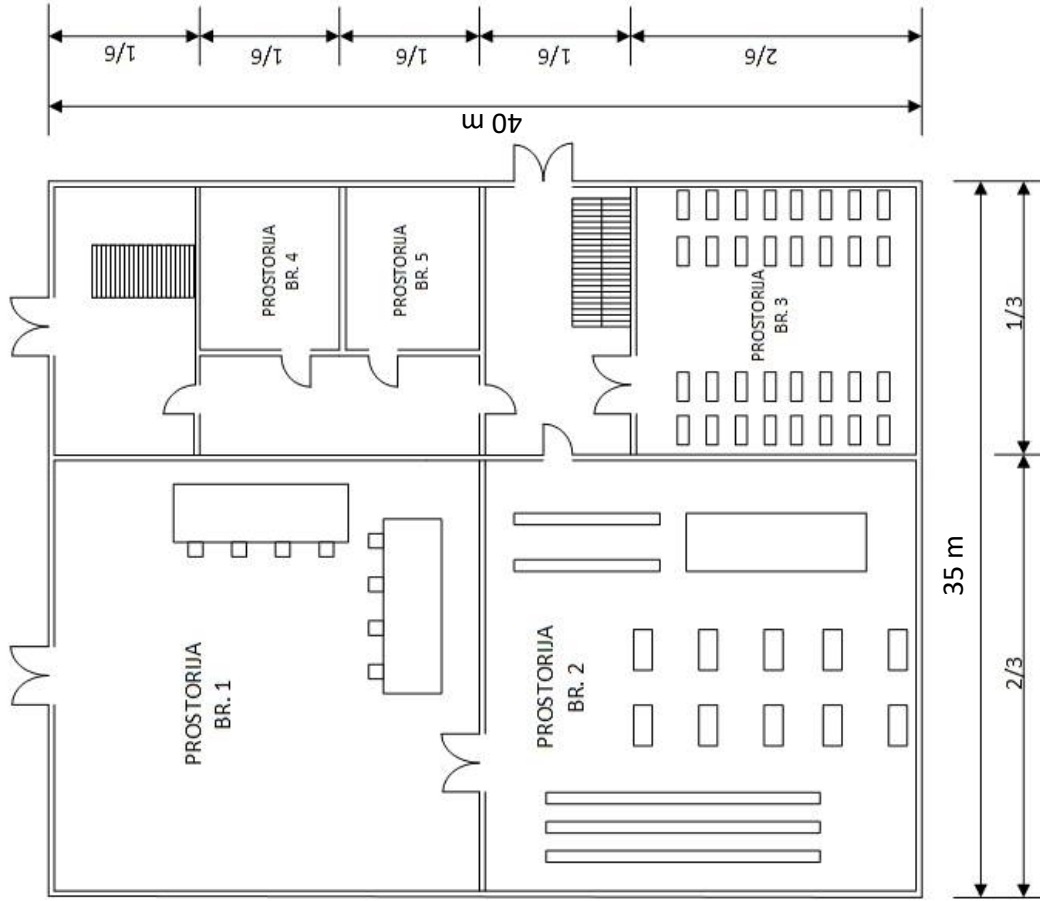 1/6
1/6
1/6
1/6
2/6
40 m
PROSTORIJA
BR. 4
PROSTORIJA
BR. 5
PROSTORIJA
BR. 3
1/3
PROSTORIJA
BR. 1
PROSTORIJA
BR. 2
35 m
2/3